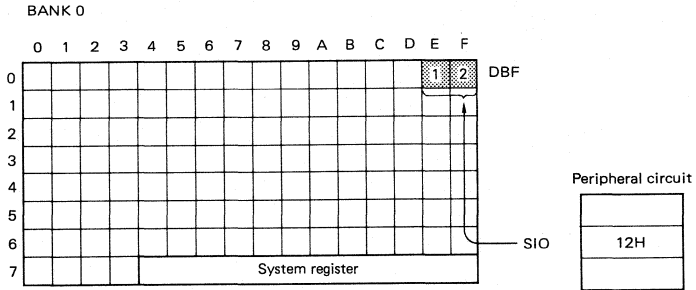 BANK 0
0 1 2 3 4 5 6 7 8 9 A B C D E F
0 1 2 DBF
1
2
3
4
5
Peripheral circuit
6 SIO 12H
7 System register